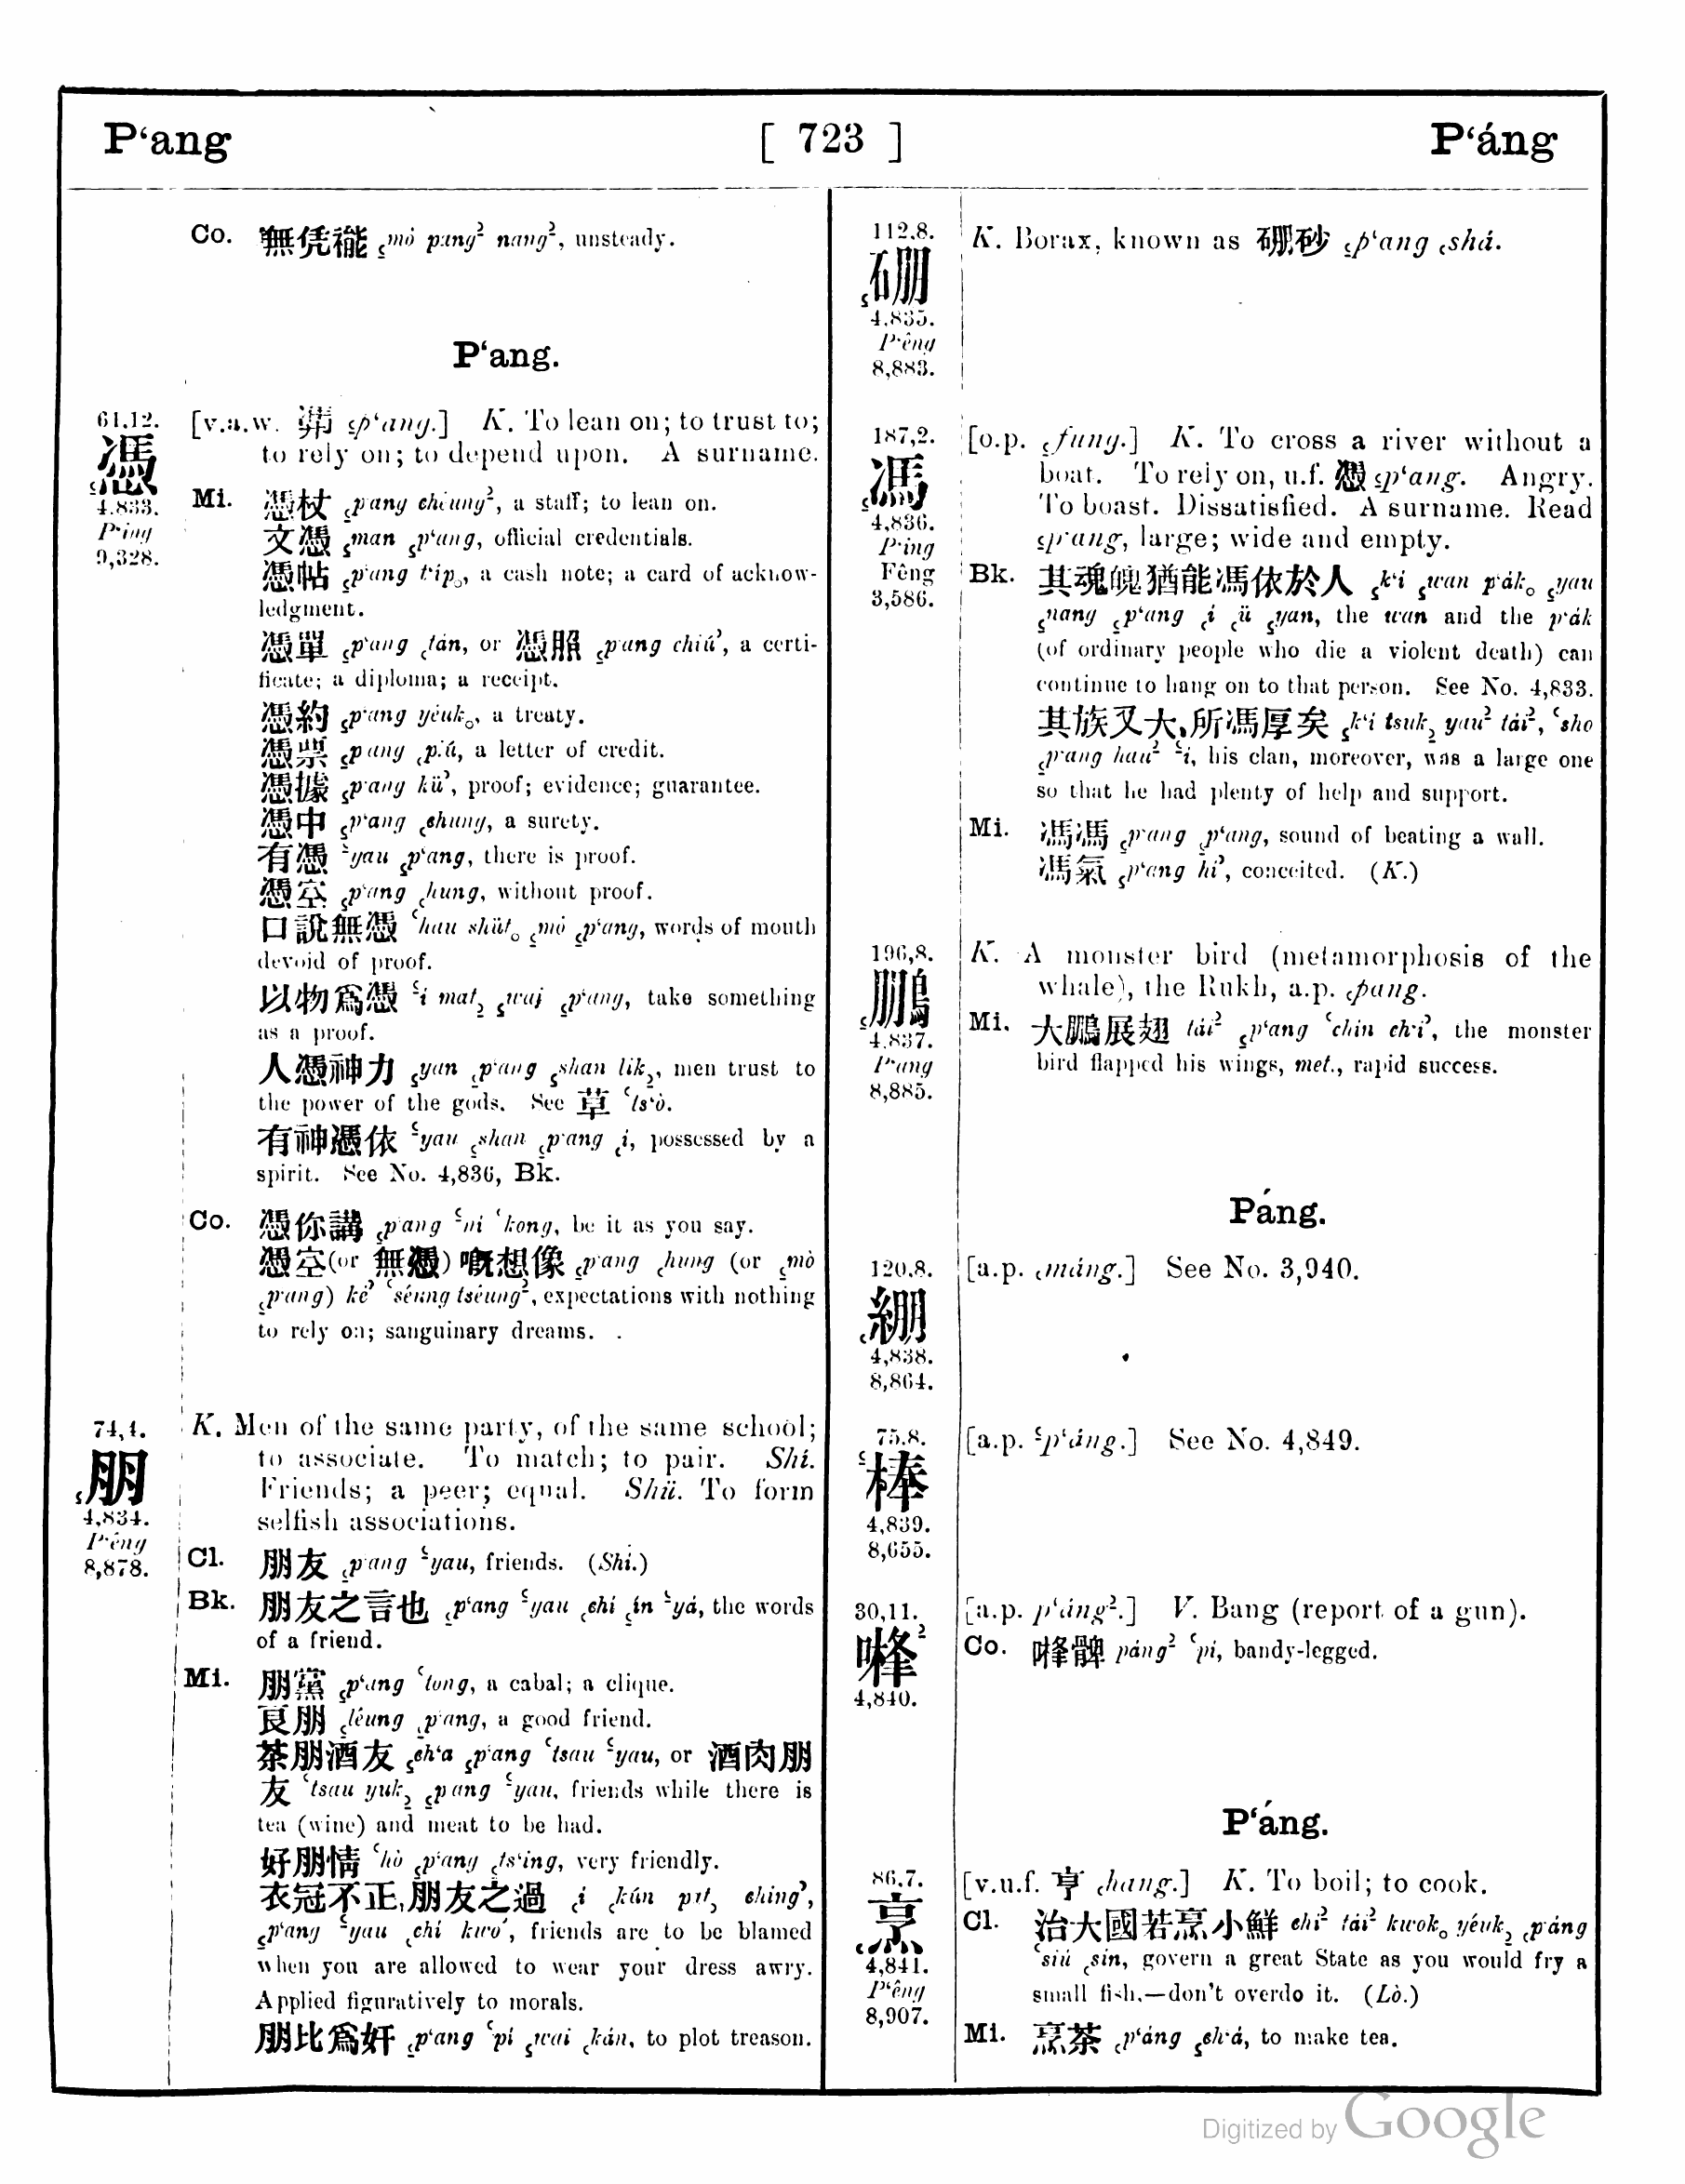 P‘ang [ 723 ] P‘áng
Co. 無凭𧘹 ꜁mò pang² nang², unsteady.
P‘ang.
61,12.
憑
4,833.
P‘ing
9,328.
[v.a.w. ꜁p‘ang.] K. To lean on; to trust to;
to rely on; to depend upon. A surname.
Mi. 憑杖 ꜁p‘ang chéung², a staff; to lean on.
文憑 ꜁man ꜁p‘ang, official credentials.
憑帖 ꜁p‘ang t‘íp꜀, a cash note; a card of acknow-
ledgment.
憑單 ꜁p‘ang ꜀tán, or 憑照 ꜁p‘ang chiú꜄, a certi-
ficate; a diploma; a receipt.
憑約 ꜁p‘ang yéuk꜀, a treaty.
憑票 ꜁p‘ang p‘iú, a letter of credit.
憑據 ꜁p‘ang kü꜄, proof; evidence; guarantee.
憑中 ꜁p‘ang ꜀chung, a surety.
有憑 ꜃yau ꜁p‘ang, there is proof.
憑空 ꜁p‘ang ꜀hung, without proof.
口說無憑 ꜂hau shüt꜀ ꜁mò ꜁p‘ang, words of mouth
devoid of proof.
以物爲憑 ꜃i mat꜇ ꜁wai ꜁p‘ang, take something
as a proof.
人憑神力 ꜁yan ꜁p‘ang ꜁shan lik꜇, men trust to
the power of the gods. See 草 ꜂ts‘ò.
有神憑依 ꜃yau ꜁shan ꜁p‘ang ꜀i, possessed by a
spirit. See No. 4,836, Bk.
Co. 憑你講 ꜁p‘ang ꜃ni ꜂kong, be it as you say.
憑空(or 無憑) 嘅想像 ꜁p‘ang ꜀hung (or ꜁mò
꜁p‘ang) ké꜄ ꜂séung tséung², expectations with nothing
to rely on; sanguinary dreams.
74,4.
朋
4,834.
P‘êng
8,878.
K. Men of the same party, of the same school;
to associate. To match; to pair. Shí.
Friends; a peer; equal. Shü. To form
selfish associations.
Cl. 朋友 ꜁p‘ang ꜃yau, friends. (Shí.)
Bk. 朋友之言也 ꜁p‘ang ꜃yau ꜀chí ꜁ín ꜃yá, the words
of a friend.
Mi. 朋黨 ꜁p‘ang ꜂tong, a cabal; a clique.
良朋 ꜁léung ꜁p‘ang, a good friend.
茶朋酒友 ꜁ch‘a ꜁p‘ang ꜂tsau ꜃yau, or 酒肉朋
友 ꜂tsau yuk꜇ ꜁p‘ang ꜃yau, friends while there is
tea (wine) and meat to be had.
好朋情 ꜂hò ꜁p‘ang ꜁ts‘ing, very friendly.
衣冠不正,朋友之過 ꜀i ꜀kún pat꜆ ching꜄,
꜁p‘ang ꜃yau ꜀chí kwo꜄, friends are to be blamed
when you are allowed to wear your dress awry.
Applied figuratively to morals.
朋比爲奸 ꜁p‘ang ꜂pí ꜁wai ꜀kán, to plot treason.
112,8.
硼
4,835.
P‘êng
8,883.
K. Borax, known as 硼砂 ꜁p‘ang ꜀shá.
187,2.
馮
4,836.
P‘ing
Fêng
3,586.
[o.p. ꜁fung.] K. To cross a river without a
boat. To rely on, u.f. 憑 ꜁p‘ang. Angry.
To boast. Dissatisfied. A surname. Read
꜁p‘ang, large; wide and empty.
Bk. 其魂魄猶能馮依於人 ꜁k‘i ꜁wan p‘ák꜀ ꜁yau
꜁nang ꜁p‘ang ꜀i ꜀ü ꜁yan, the wan and the p‘ák
(of ordinary people who die a violent death) can
continue to hang on to that person. See No. 4,833.
其族又大,所馮厚矣 ꜁k‘i tsuk꜇ yau² tái², ꜂sho
꜁p‘ang hau² ꜃i, his clan, moreover, was a large one
so that he had plenty of help and support.
Mi. 馮馮 ꜁p‘ang ꜁p‘ang, sound of beating a wall.
馮氣 ꜁p‘ang hí꜄, conceited. (K.)
196,8.
鵬
4,837.
P‘ang
8,885.
K. A monster bird (metamorphosis of the
whale), the Rukh, a.p. ꜁pang.
Mi. 大鵬展翅 tái² ꜁p‘ang ꜂chin ch‘i꜄, the monster
bird flapped his wings, met., rapid success.
Páng.
120,8.
綳
4,838.
8,864.
[a.p. ꜀máng.] See No. 3,940.
75,8.
棒
4,839.
8,655.
[a.p. ꜃p‘áng.] See No. 4,849.
30,11.
4,840.
[a.p. p‘áng².] V. Bang (report of a gun).
Co. páng² ꜂pí, bandy-legged.
P‘áng.
86,7.
烹
4,841.
P‘êng
8,907.
[v.u.f. 亨 ꜀hang.] K. To boil; to cook.
Cl. 治大國若烹小鮮 chi² tái² kwok꜀ yéuk꜇ ꜀p‘áng
꜂siú ꜀sin, govern a great State as you would fry a
small fish,—don't overdo it. (Lò.)
Mi. 烹茶 ꜀p‘áng ꜁ch‘á, to make tea.
Digitized by Google